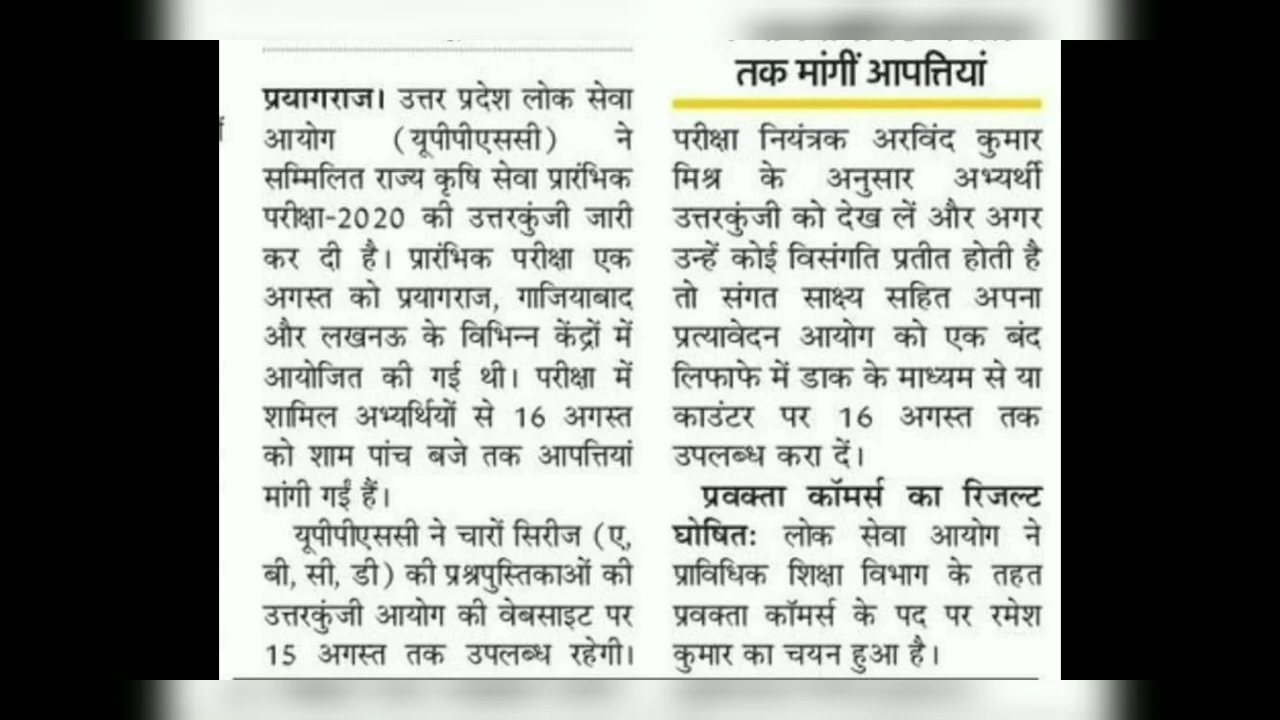 प्रयागराज। उत्तर प्रदेश लोक सेवा
आयोग (यूपीपीएससी) ने
सम्मिलित राज्य कृषि सेवा प्रारंभिक
परीक्षा-2020 की उत्तरकुंजी जारी
कर दी है। प्रारंभिक परीक्षा एक
अगस्त को प्रयागराज, गाजियाबाद
और लखनऊ के विभिन्न केंद्रों में
आयोजित की गई थी। परीक्षा में
शामिल अभ्यर्थियों से 16 अगस्त
को शाम पांच बजे तक आपत्तियां
मांगी गईं हैं।
यूपीपीएससी ने चारों सिरीज (ए,
बी, सी, डी) की प्रश्नपुस्तिकाओं की
उत्तरकुंजी आयोग की वेबसाइट पर
15 अगस्त तक उपलब्ध रहेगी।
तक मांगीं आपत्तियां
परीक्षा नियंत्रक अरविंद कुमार
मिश्र के अनुसार अभ्यर्थी
उत्तरकुंजी को देख लें और अगर
उन्हें कोई विसंगति प्रतीत होती है
तो संगत साक्ष्य सहित अपना
प्रत्यावेदन आयोग को एक बंद
लिफाफे में डाक के माध्यम से या
काउंटर पर 16 अगस्त तक
उपलब्ध करा दें।
प्रवक्ता कॉमर्स का रिजल्ट
घोषित: लोक सेवा आयोग ने
प्राविधिक शिक्षा विभाग के तहत
प्रवक्ता कॉमर्स के पद पर रमेश
कुमार का चयन हुआ है।